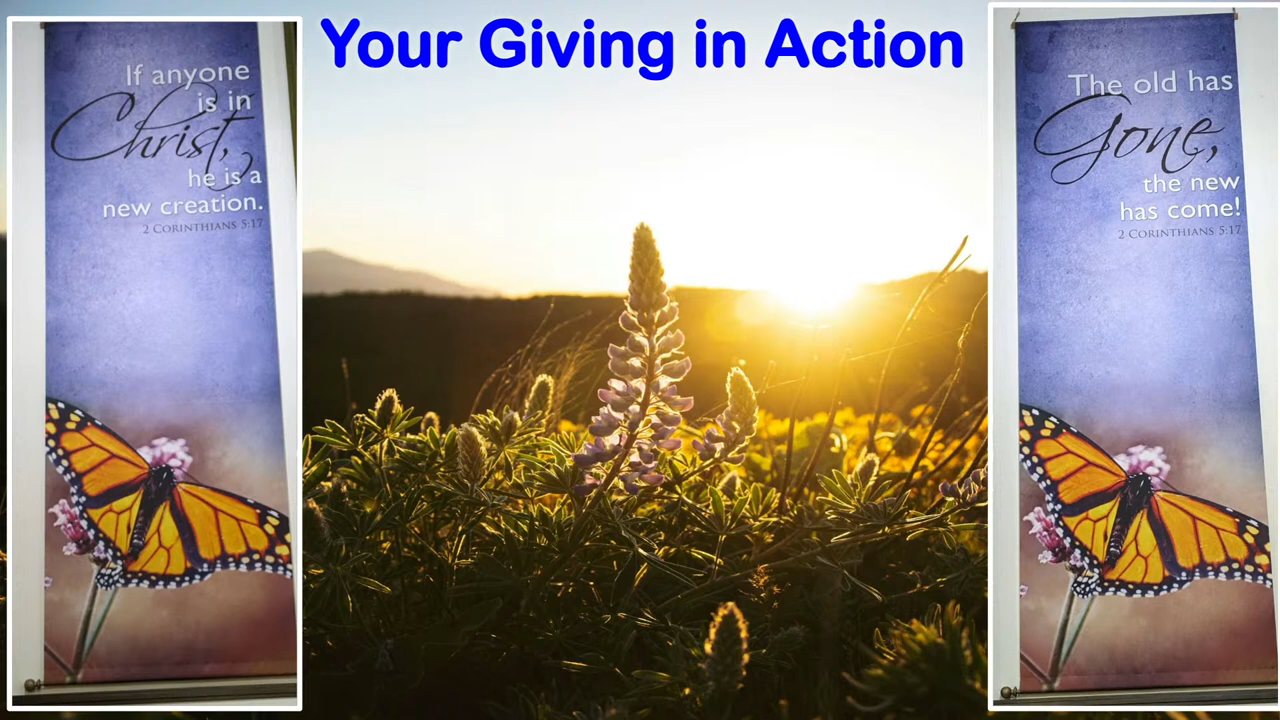 Your Giving in Action
If anyone
is in
Christ,
he is a
new creation.
2 Corinthians 5:17
The old has
Gone,
the new
has come!
2 Corinthians 5:17